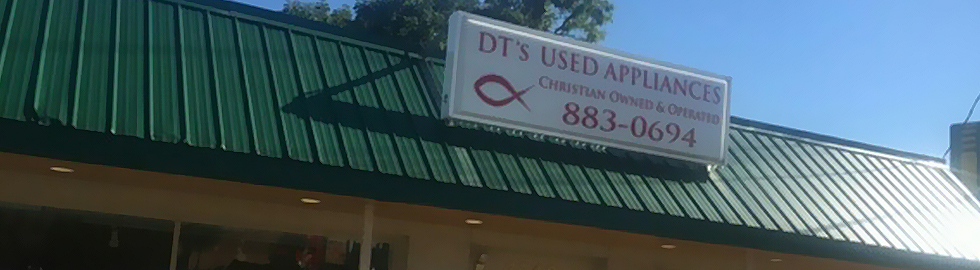 DT's Used Appliances
Christian Owned & Operated
883-0694